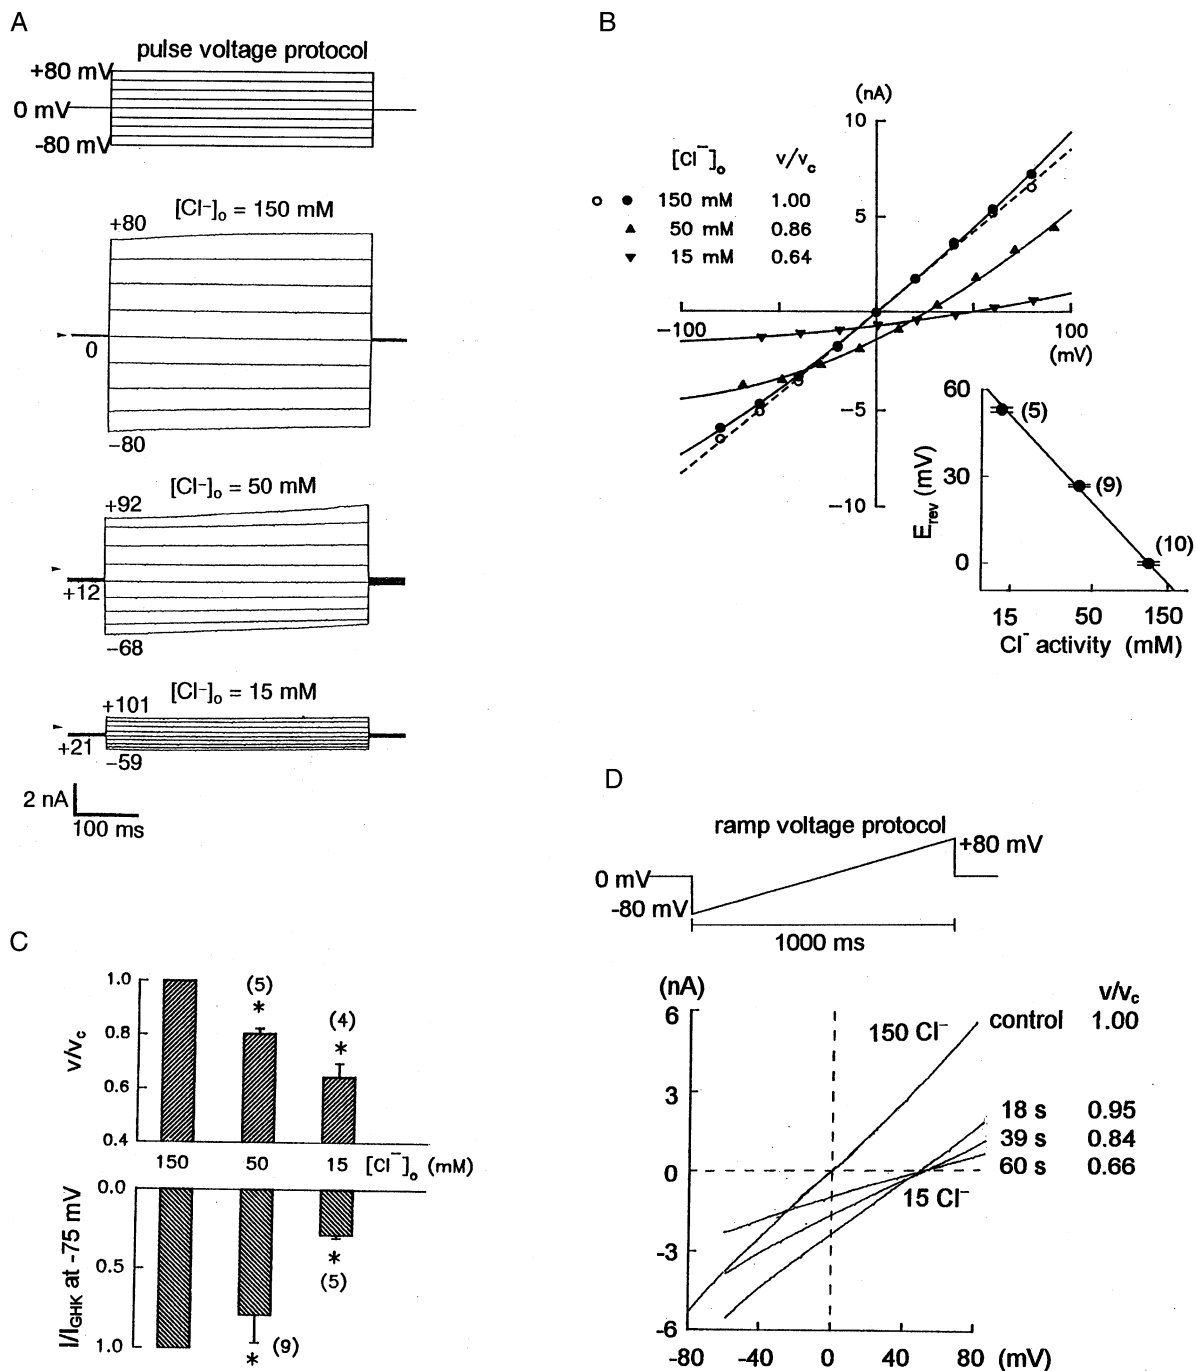 A
pulse voltage protocol
+80 mV
0 mV
-80 mV
[Cl⁻]ₒ = 150 mM
+80
0
−80
[Cl⁻]ₒ = 50 mM
+92
+12
−68
[Cl⁻]ₒ = 15 mM
+101
+21
−59
2 nA
100 ms
B
(nA)
10
5
−5
−10
−100
100
(mV)
[Cl⁻]ₒ v/v꜀
150 mM 1.00
50 mM 0.86
15 mM 0.64
60
30
0
E_rev (mV)
(5)
(9)
(10)
15 50 150
Cl⁻ activity (mM)
C
v/v꜀
1.0
0.8
0.6
0.4
(5)
*
(4)
*
150 50 15 [Cl⁻]ₒ (mM)
I/I_GHK at -75 mV
0.0
0.5
1.0
*
(9)
*
(5)
D
ramp voltage protocol
+80 mV
0 mV
-80 mV
1000 ms
(nA)
v/v꜀
6
3
0
-3
-6
150 Cl⁻
control 1.00
18 s 0.95
39 s 0.84
60 s 0.66
15 Cl⁻
-80 -40 0 40 80 (mV)